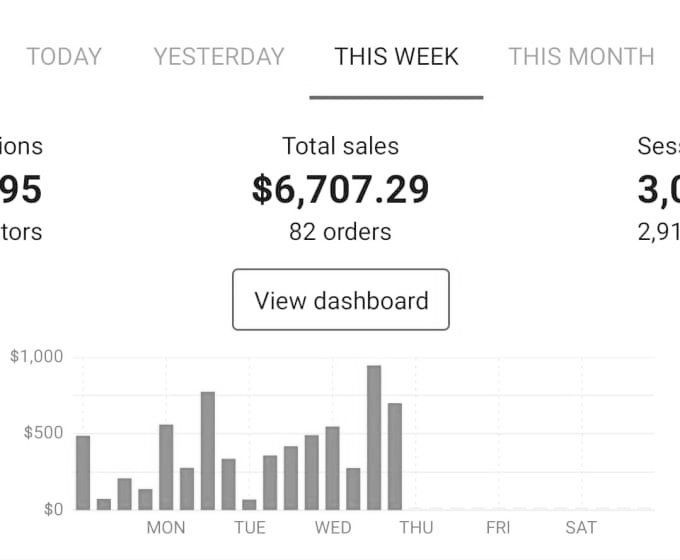 TODAY YESTERDAY THIS WEEK THIS MONTH
ions Total sales Ses
95 $6,707.29 3,0
tors 82 orders 2,91
View dashboard
$1,000
$500
$0
MON TUE WED THU FRI SAT